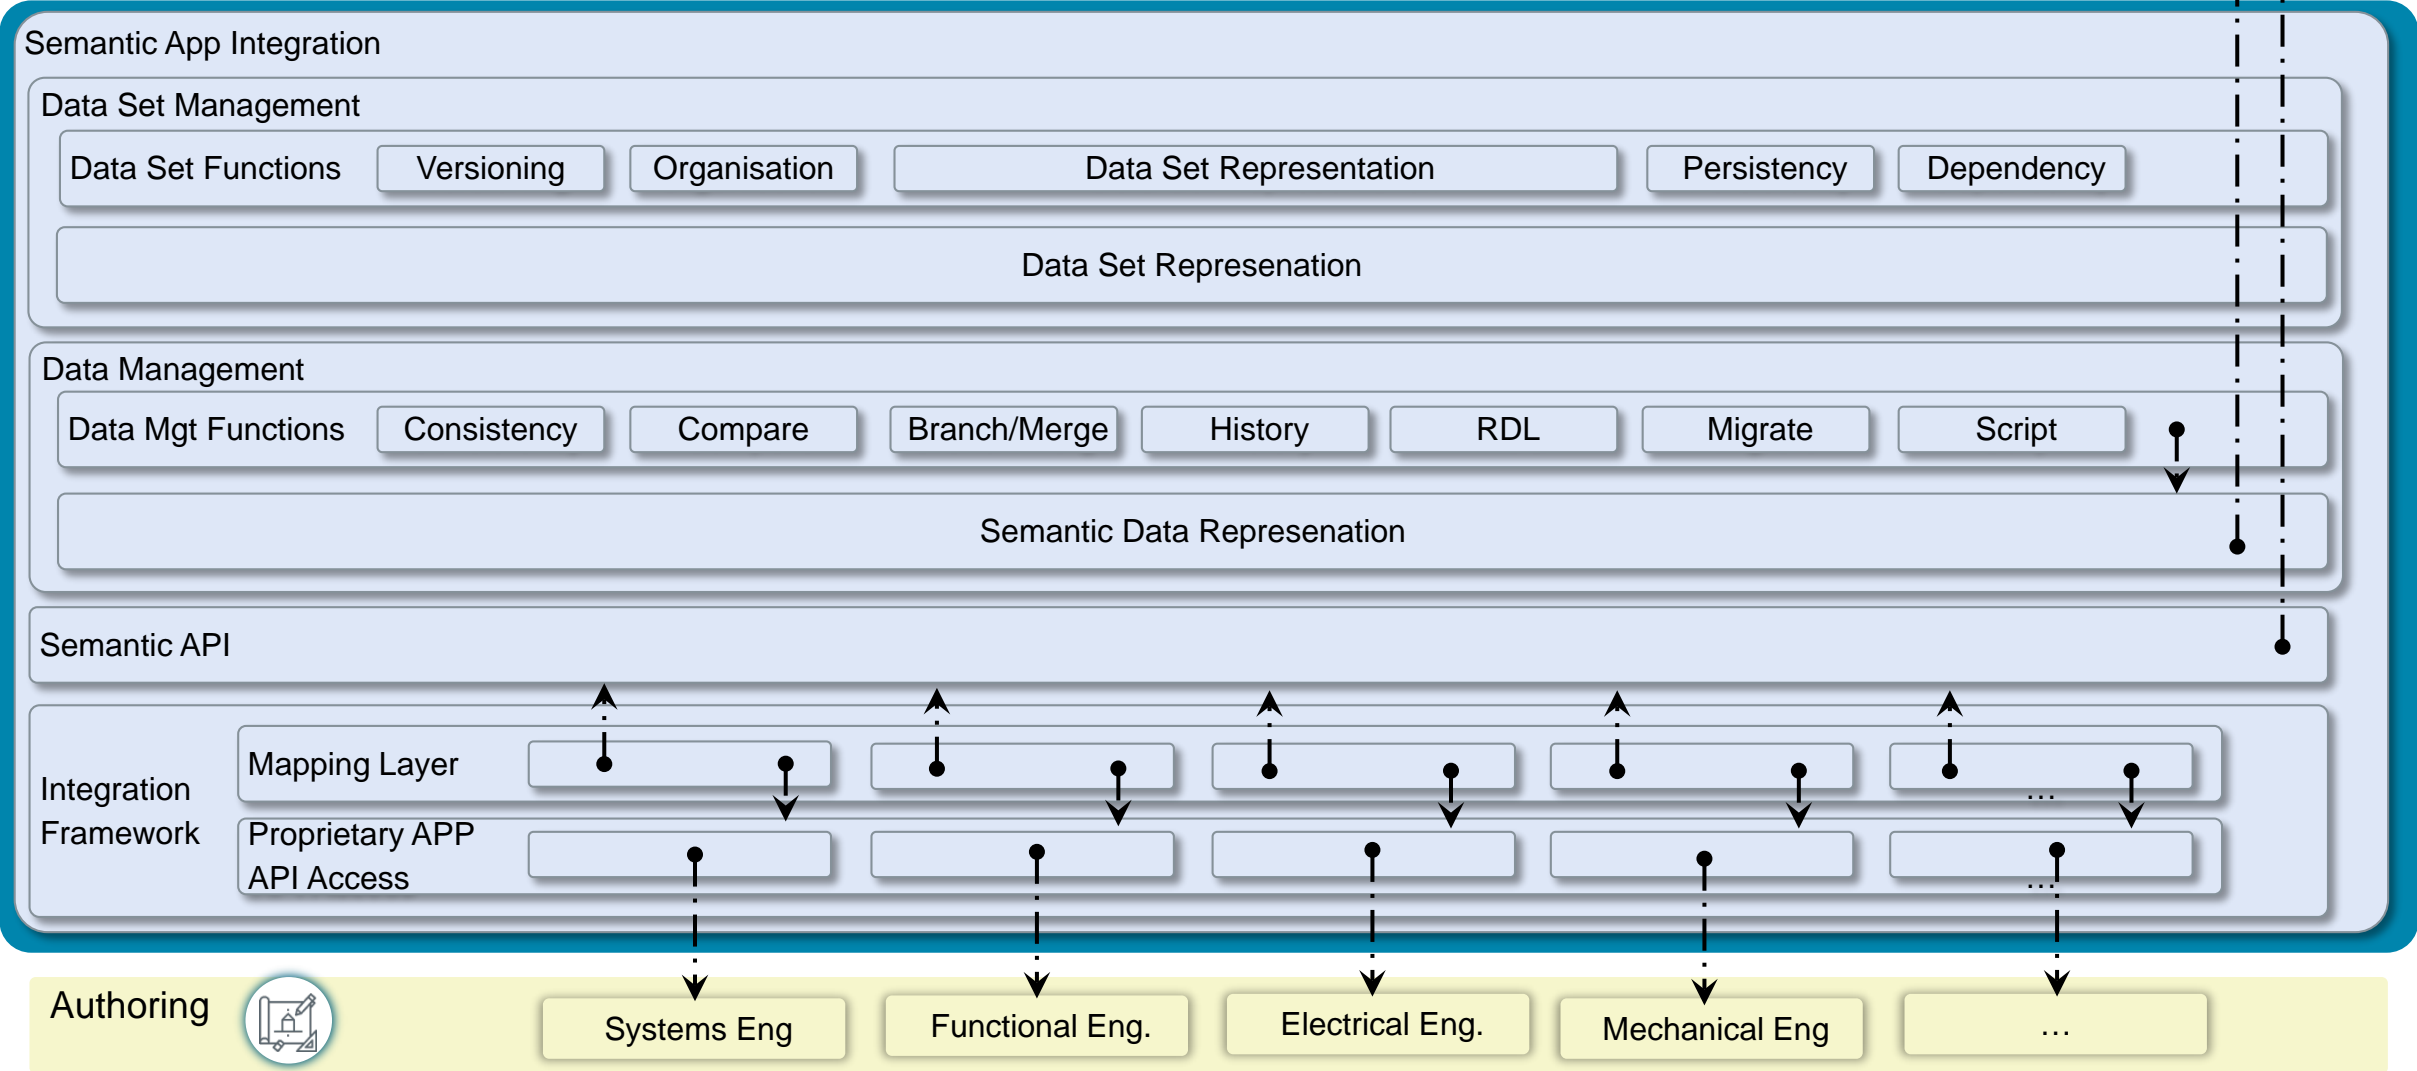 Semantic App Integration
Data Set Management
Data Set Functions
Versioning
Organisation
Data Set Representation
Persistency
Dependency
Data Set Represenation
Data Management
Data Mgt Functions
Consistency
Compare
Branch/Merge
History
RDL
Migrate
Script
Semantic Data Represenation
Semantic API
Integration
Framework
Mapping Layer
...
Proprietary APP
API Access
...
Authoring
Systems Eng
Functional Eng.
Electrical Eng.
Mechanical Eng
...